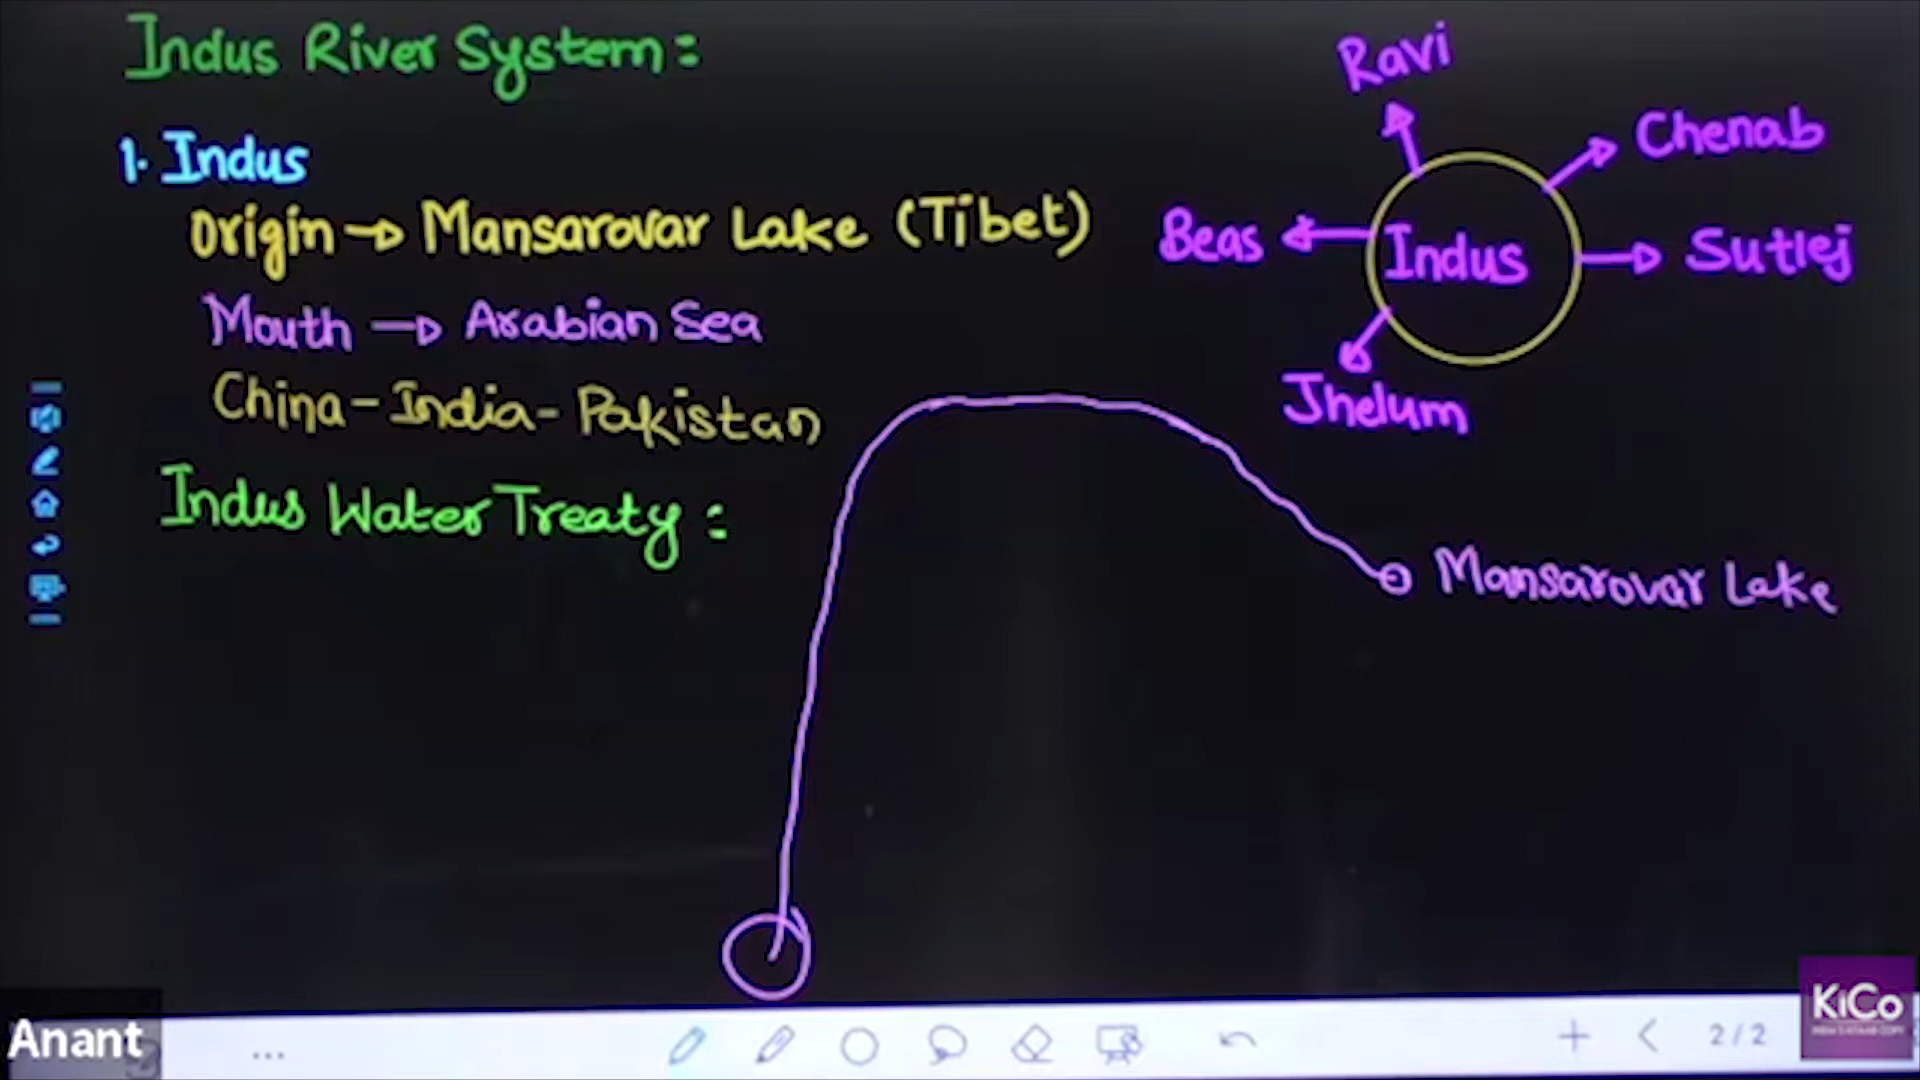 Indus River System:
1. Indus
Origin → Mansarovar Lake (Tibet)
Mouth → Arabian Sea
China-India-Pakistan
Indus Water Treaty:
Ravi
Chenab
Beas
Indus
Sutlej
Jhelum
Mansarovar Lake
Anant
...
2/2
KiCo